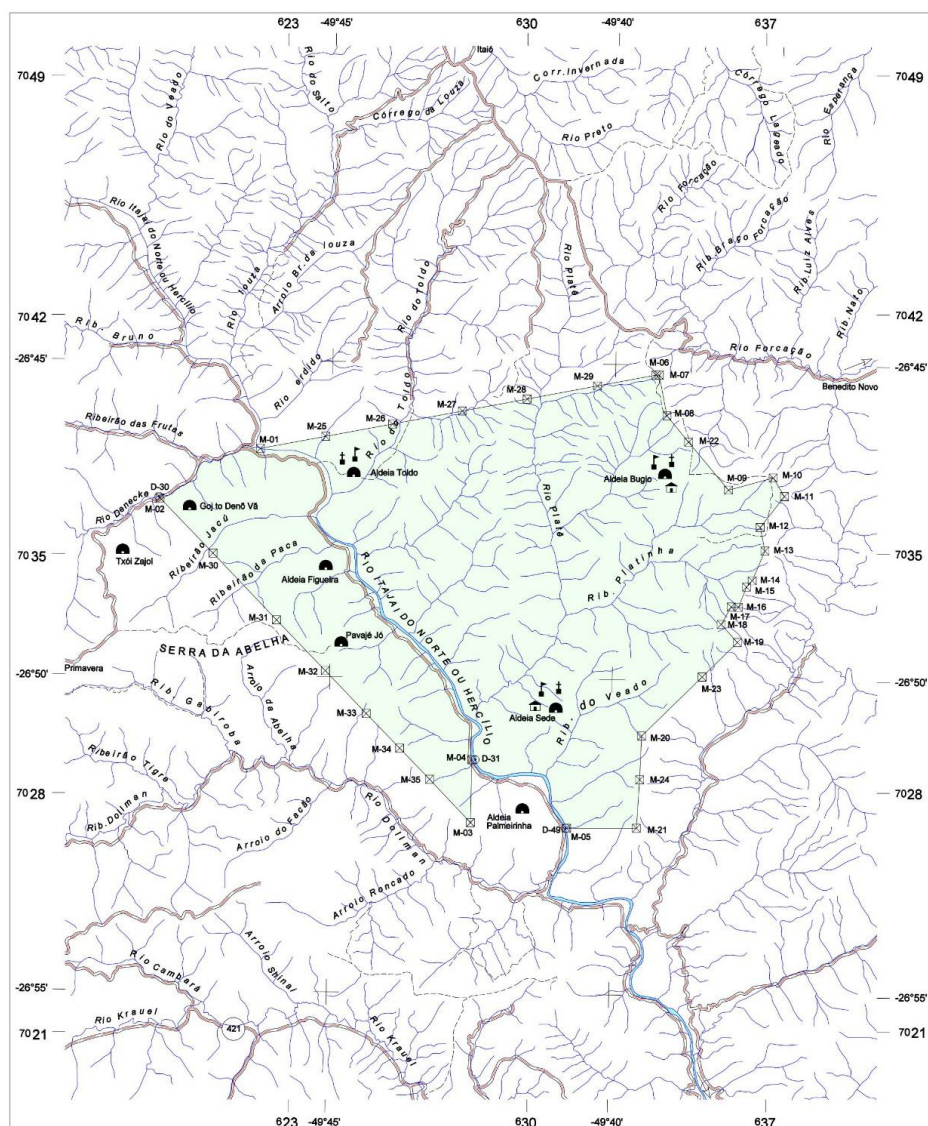 623 -49°45' 630 -49°40' 637
Itaió
7049 7049
Rio do Veado
Rio do Salto
Córrego da Louza
Corr.Invernada
Rio Preto
Corrego Lageado
Rio Esperança
Rio Forcação
Rio Itajaí do Norte ou Hercílio
Rio louza
Arroio Br.da louza
Rio do Toldo
Rio Platê
Rib.Braço Forcação
Rib.Luiz Alves
Rib.Nato
7042 7042
Rib. Bruno
-26°45' -26°45'
Rio erdido
Rio Forcação
Benedito Novo
M-06
M-07
M-29
M-28
M-27
M-26
M-25
M-01
M-08
M-22
Ribeirão das Frutas
Rio do Toldo
Aldeia Toldo
Aldeia Bugio
M-09
M-10
M-11
D-30
M-02
Rio Denecke
Goj.to Denõ Vã
Rio Platê
M-12
7035 7035
Txói Zajol
Ribeirão Jacú
M-30
Ribeirão da Paca
Aldeia Figueira
Rib. Platinha
M-13
M-14
M-15
M-16
M-17
M-18
M-19
M-31
RIO ITAJAI DO NORTE OU HERCÍLIO
Pavajé Jó
SERRA DA ABELHA
Primavera
-26°50' -26°50'
M-32
M-23
Rib. Gabiroba
Arroio da Abelha
M-33
Aldeia Sede
Rib. do Veado
M-20
M-34
M-04 D-31
Ribeirão Tigre
M-35
M-24
7028 7028
Rib.Dolman
Arroio do Facão
Rio Dollman
M-03
Aldeia
Palmeirinha
D-49 M-05
M-21
Arroio Roncado
Arroio Shinal
Rio Cambará
-26°55' -26°55'
Rio Krauel
421
Rio Krauel
7021 7021
623 -49°45' 630 -49°40' 637